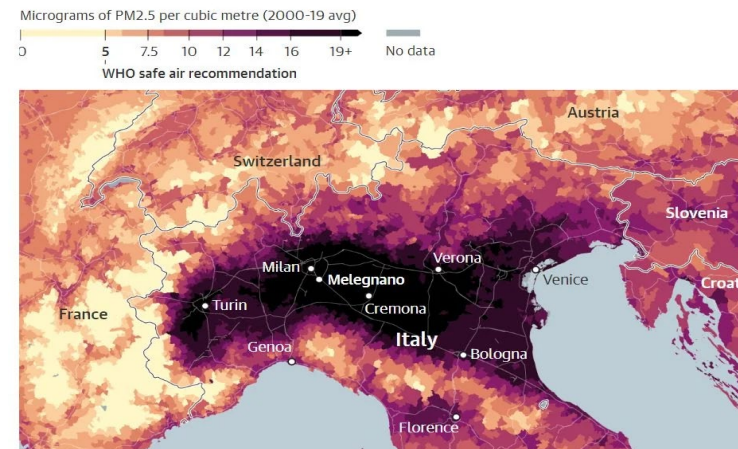 Micrograms of PM2.5 per cubic metre (2000-19 avg)
0 5 7.5 10 12 14 16 19+ No data
WHO safe air recommendation
Austria
Switzerland
Slovenia
Milan Verona
Melegnano Venice Croat
Turin Cremona
France
Italy
Genoa
Bologna
Florence